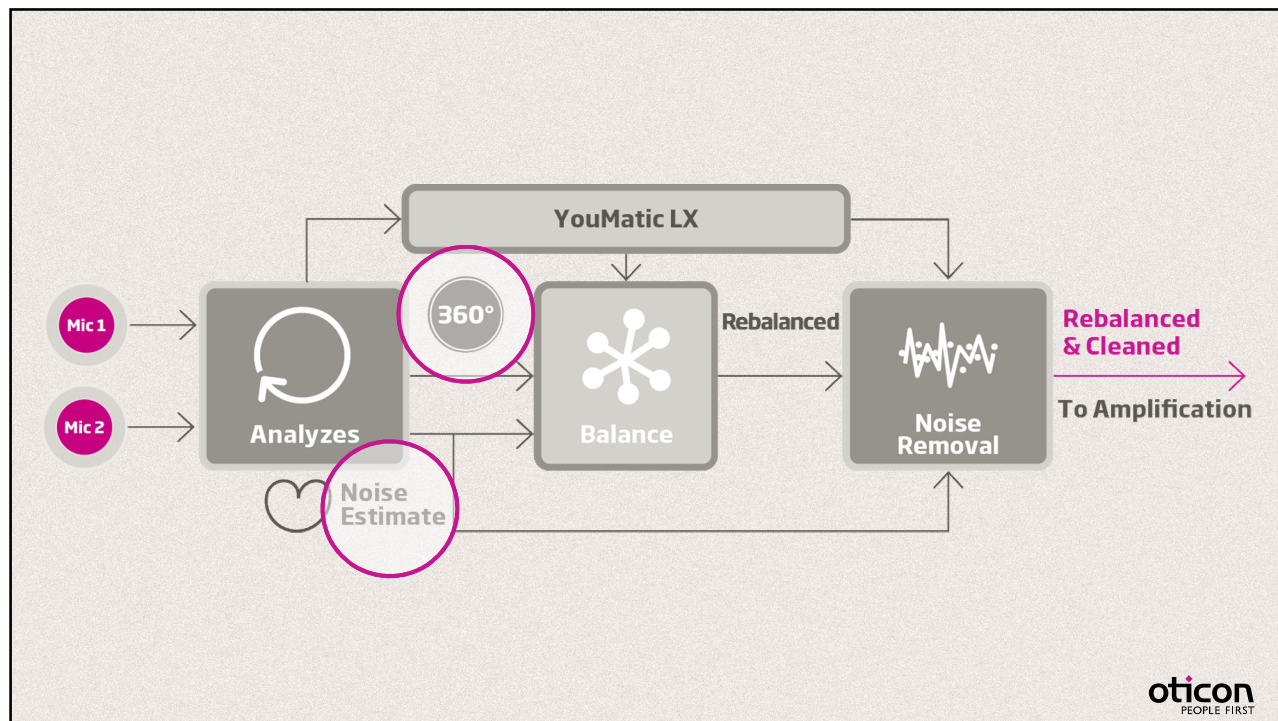 YouMatic LX
Mic 1
360°
Rebalanced
Rebalanced
& Cleaned
Mic 2
Analyzes
Balance
Noise
Removal
To Amplification
Noise
Estimate
oticon
PEOPLE FIRST